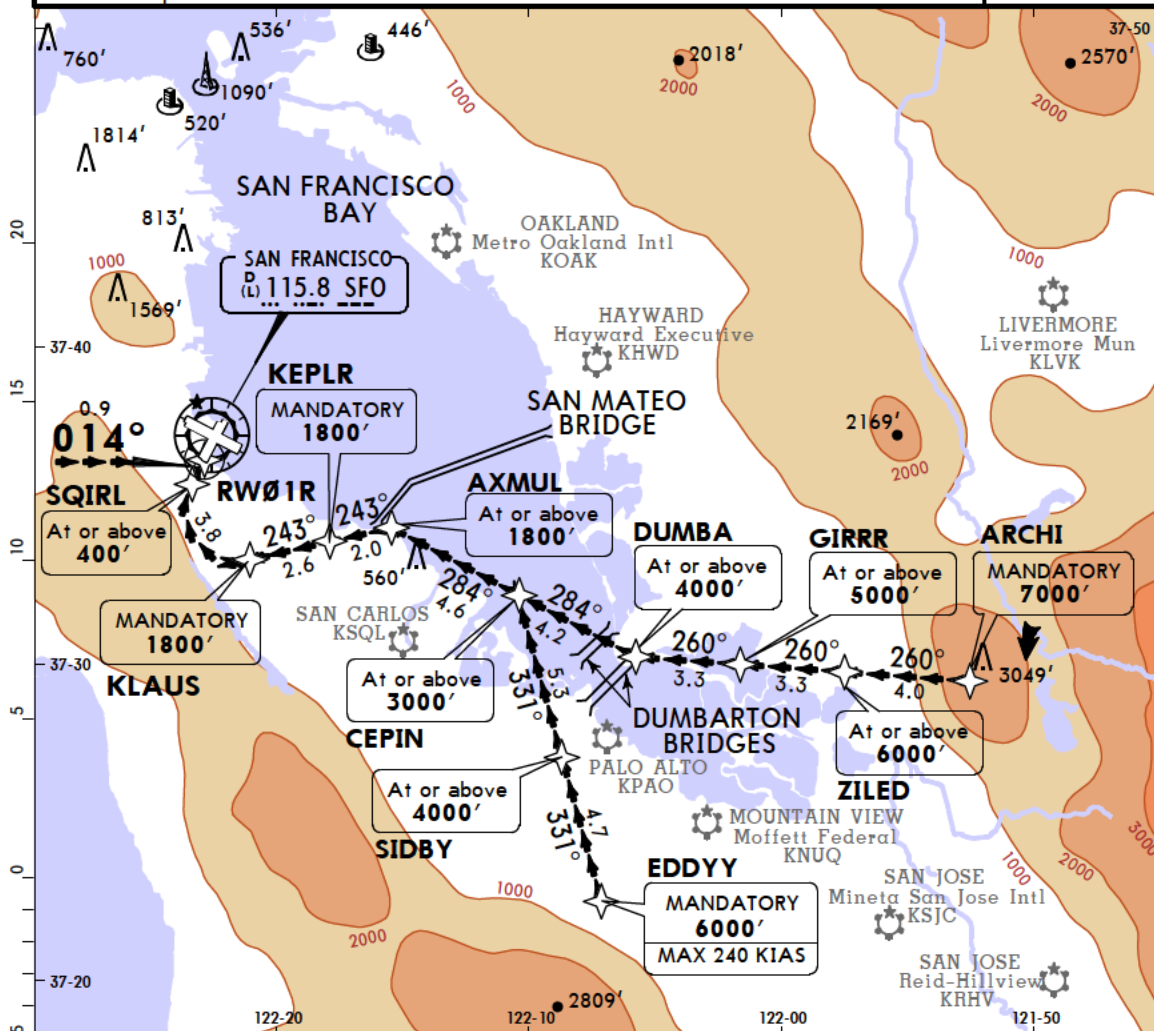 760'
536'
446'
1090'
520'
1814'
813'
1000
1569'
SAN FRANCISCO
BAY
SAN FRANCISCO
D
(L) 115.8 SFO
1000
2018'
2000
37-50
2570'
2000
OAKLAND
Metro Oakland Intl
KOAK
1000
LIVERMORE
Livermore Mun
KLVK
HAYWARD
Hayward Executive
KHWD
20
37-40
15
KEPLR
MANDATORY
1800'
SAN MATEO
BRIDGE
2169'
2000
0.9
014°
SQIRL
At or above
400'
RWØ1R
3.8
243°
2.6
243°
2.0
AXMUL
At or above
1800'
DUMBA
At or above
4000'
GIRRR
At or above
5000'
ARCHI
MANDATORY
7000'
10
560'
284°
4.6
284°
4.2
260°
3.3
260°
3.3
260°
4.0
3049'
MANDATORY
1800'
KLAUS
SAN CARLOS
KSQL
37-30
At or above
3000'
CEPIN
5.3
331°
DUMBARTON
BRIDGES
At or above
6000'
ZILED
5
PALO ALTO
KPAO
At or above
4000'
SIDBY
4.7
331°
MOUNTAIN VIEW
Moffett Federal
KNUQ
3000
2000
1000
0
EDDYY
MANDATORY
6000'
MAX 240 KIAS
SAN JOSE
Mineta San Jose Intl
KSJC
1000
2000
SAN JOSE
Reid-Hillview
KRHV
37-20
2809'
5
122-20
122-10
122-00
121-50